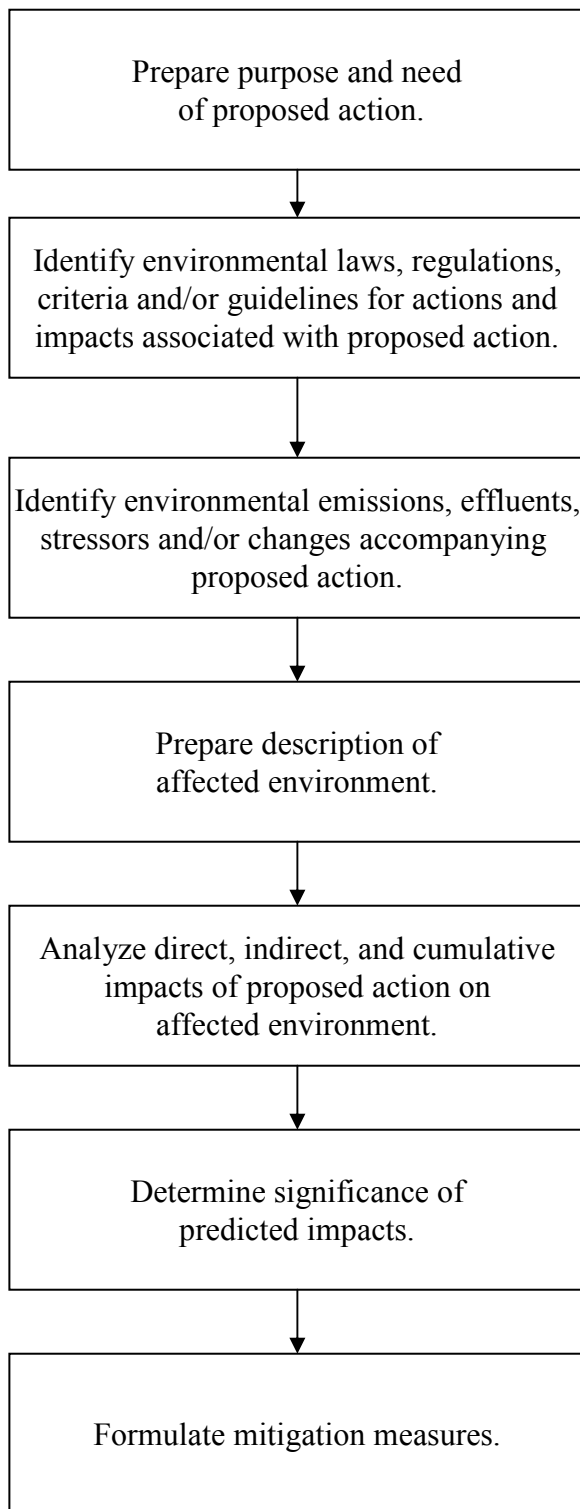 Prepare purpose and need
of proposed action.
Identify environmental laws, regulations,
criteria and/or guidelines for actions and
impacts associated with proposed action.
Identify environmental emissions, effluents,
stressors and/or changes accompanying
proposed action.
Prepare description of
affected environment.
Analyze direct, indirect, and cumulative
impacts of proposed action on
affected environment.
Determine significance of
predicted impacts.
Formulate mitigation measures.